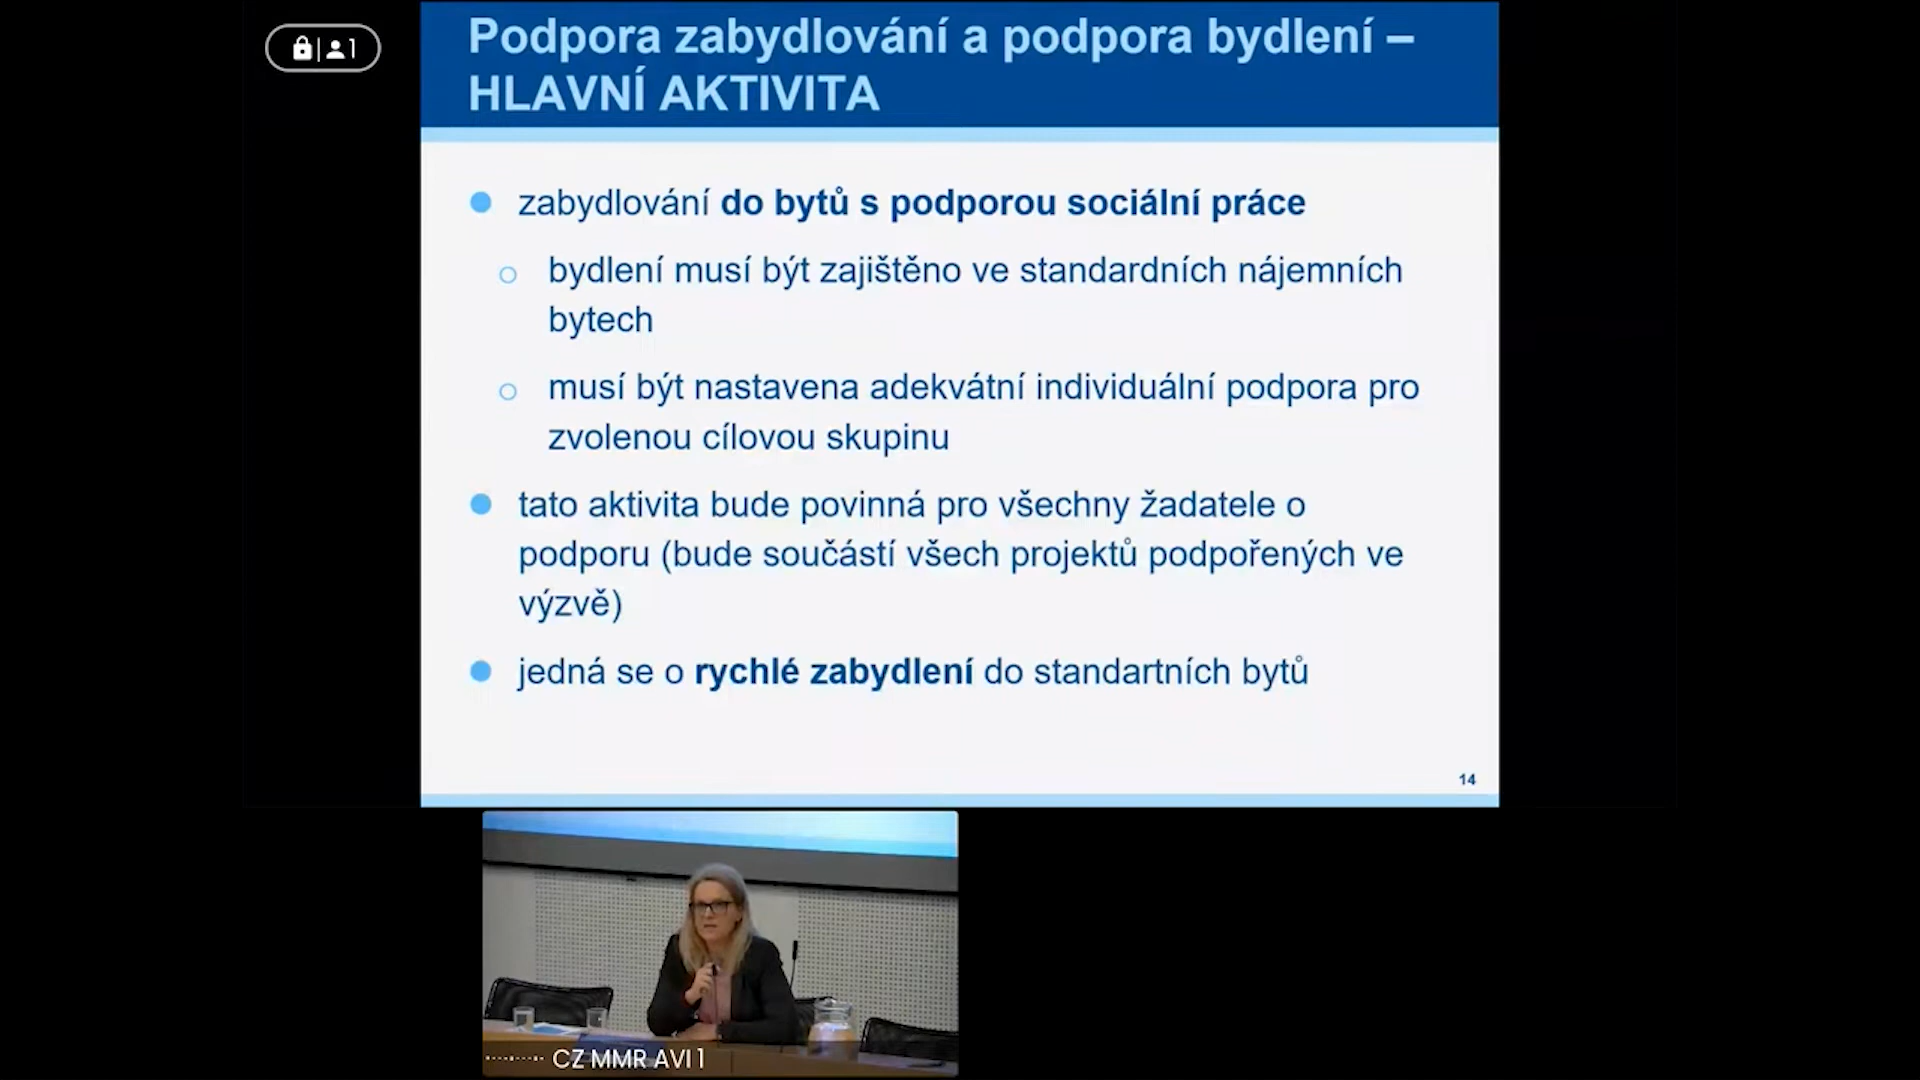 1
Podpora zabydlování a podpora bydlení –
HLAVNÍ AKTIVITA
zabydlování do bytů s podporou sociální práce
bydlení musí být zajištěno ve standardních nájemních
bytech
musí být nastavena adekvátní individuální podpora pro
zvolenou cílovou skupinu
tato aktivita bude povinná pro všechny žadatele o
podporu (bude součástí všech projektů podpořených ve
výzvě)
jedná se o rychlé zabydlení do standartních bytů
14
CZ MMR AVI 1